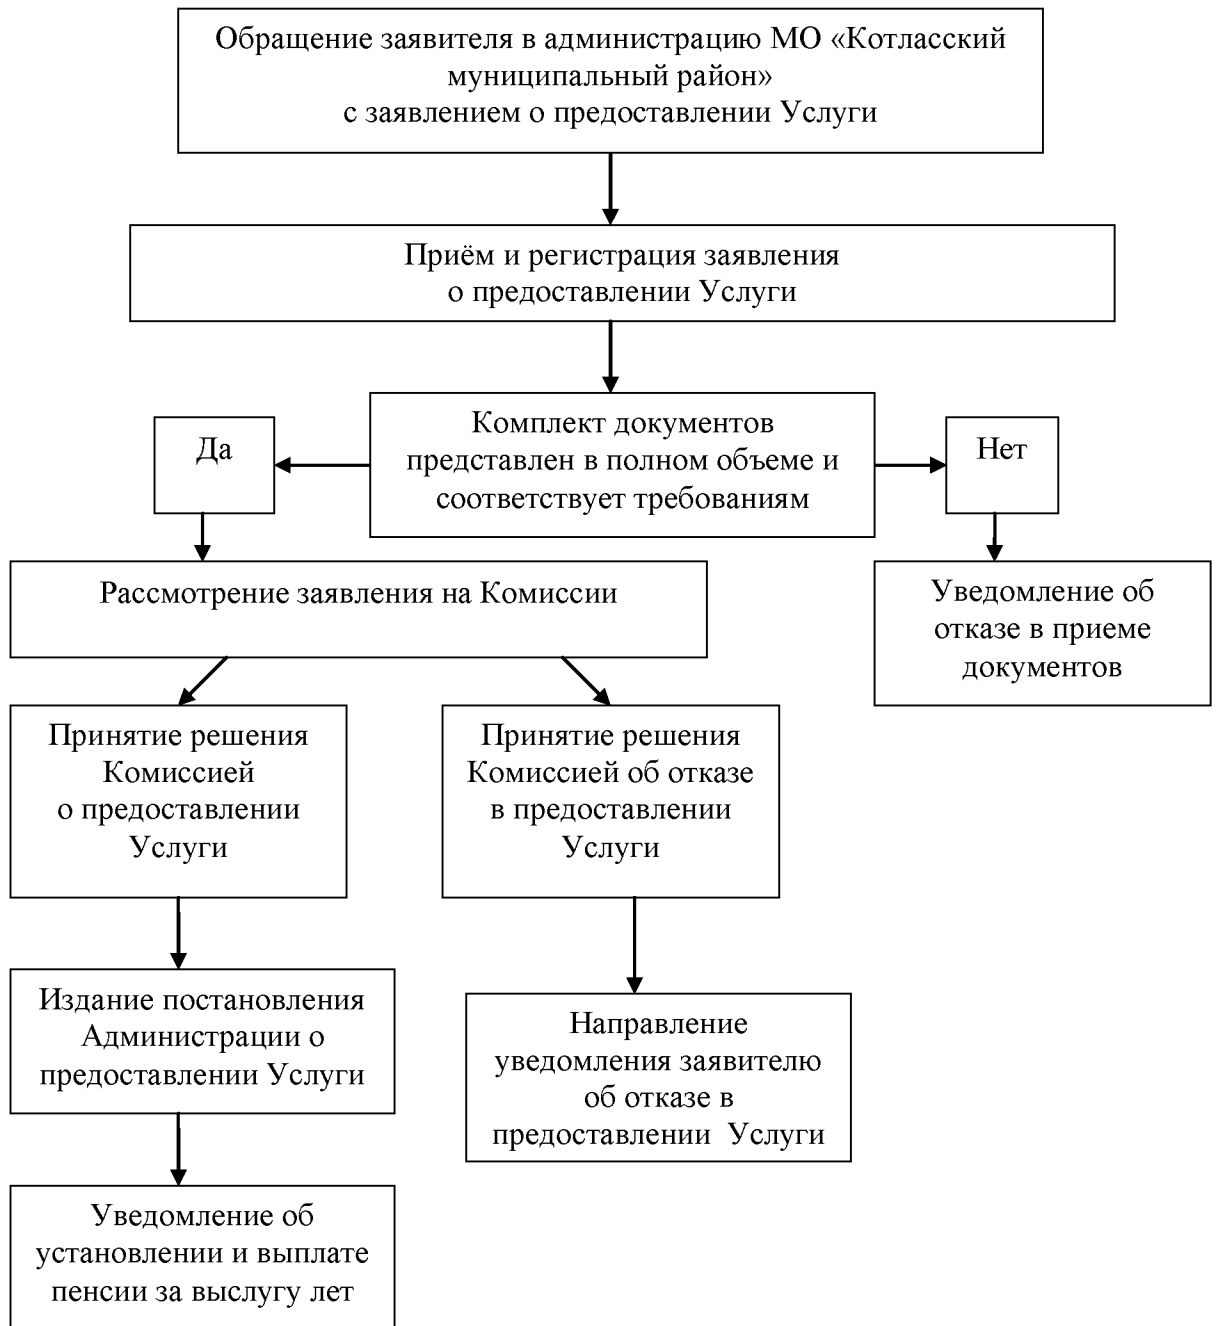 Обращение заявителя в администрацию МО «Котласский
муниципальный район»
с заявлением о предоставлении Услуги
Приём и регистрация заявления
о предоставлении Услуги
Комплект документов
представлен в полном объеме и
соответствует требованиям
Да
Нет
Рассмотрение заявления на Комиссии
Уведомление об
отказе в приеме
документов
Принятие решения
Комиссией
о предоставлении
Услуги
Принятие решения
Комиссией об отказе
в предоставлении
Услуги
Издание постановления
Администрации о
предоставлении Услуги
Направление
уведомления заявителю
об отказе в
предоставлении  Услуги
Уведомление об
установлении и выплате
пенсии за выслугу лет